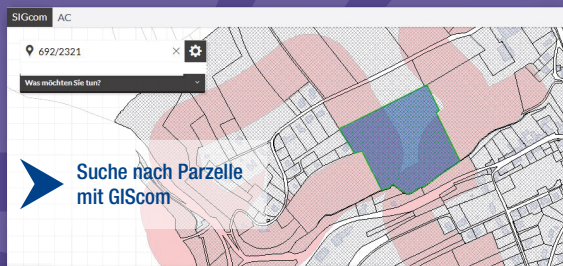 SIGcom AC
692/2321 ×
Was möchten Sie tun?
Suche nach Parzelle
mit GIScom